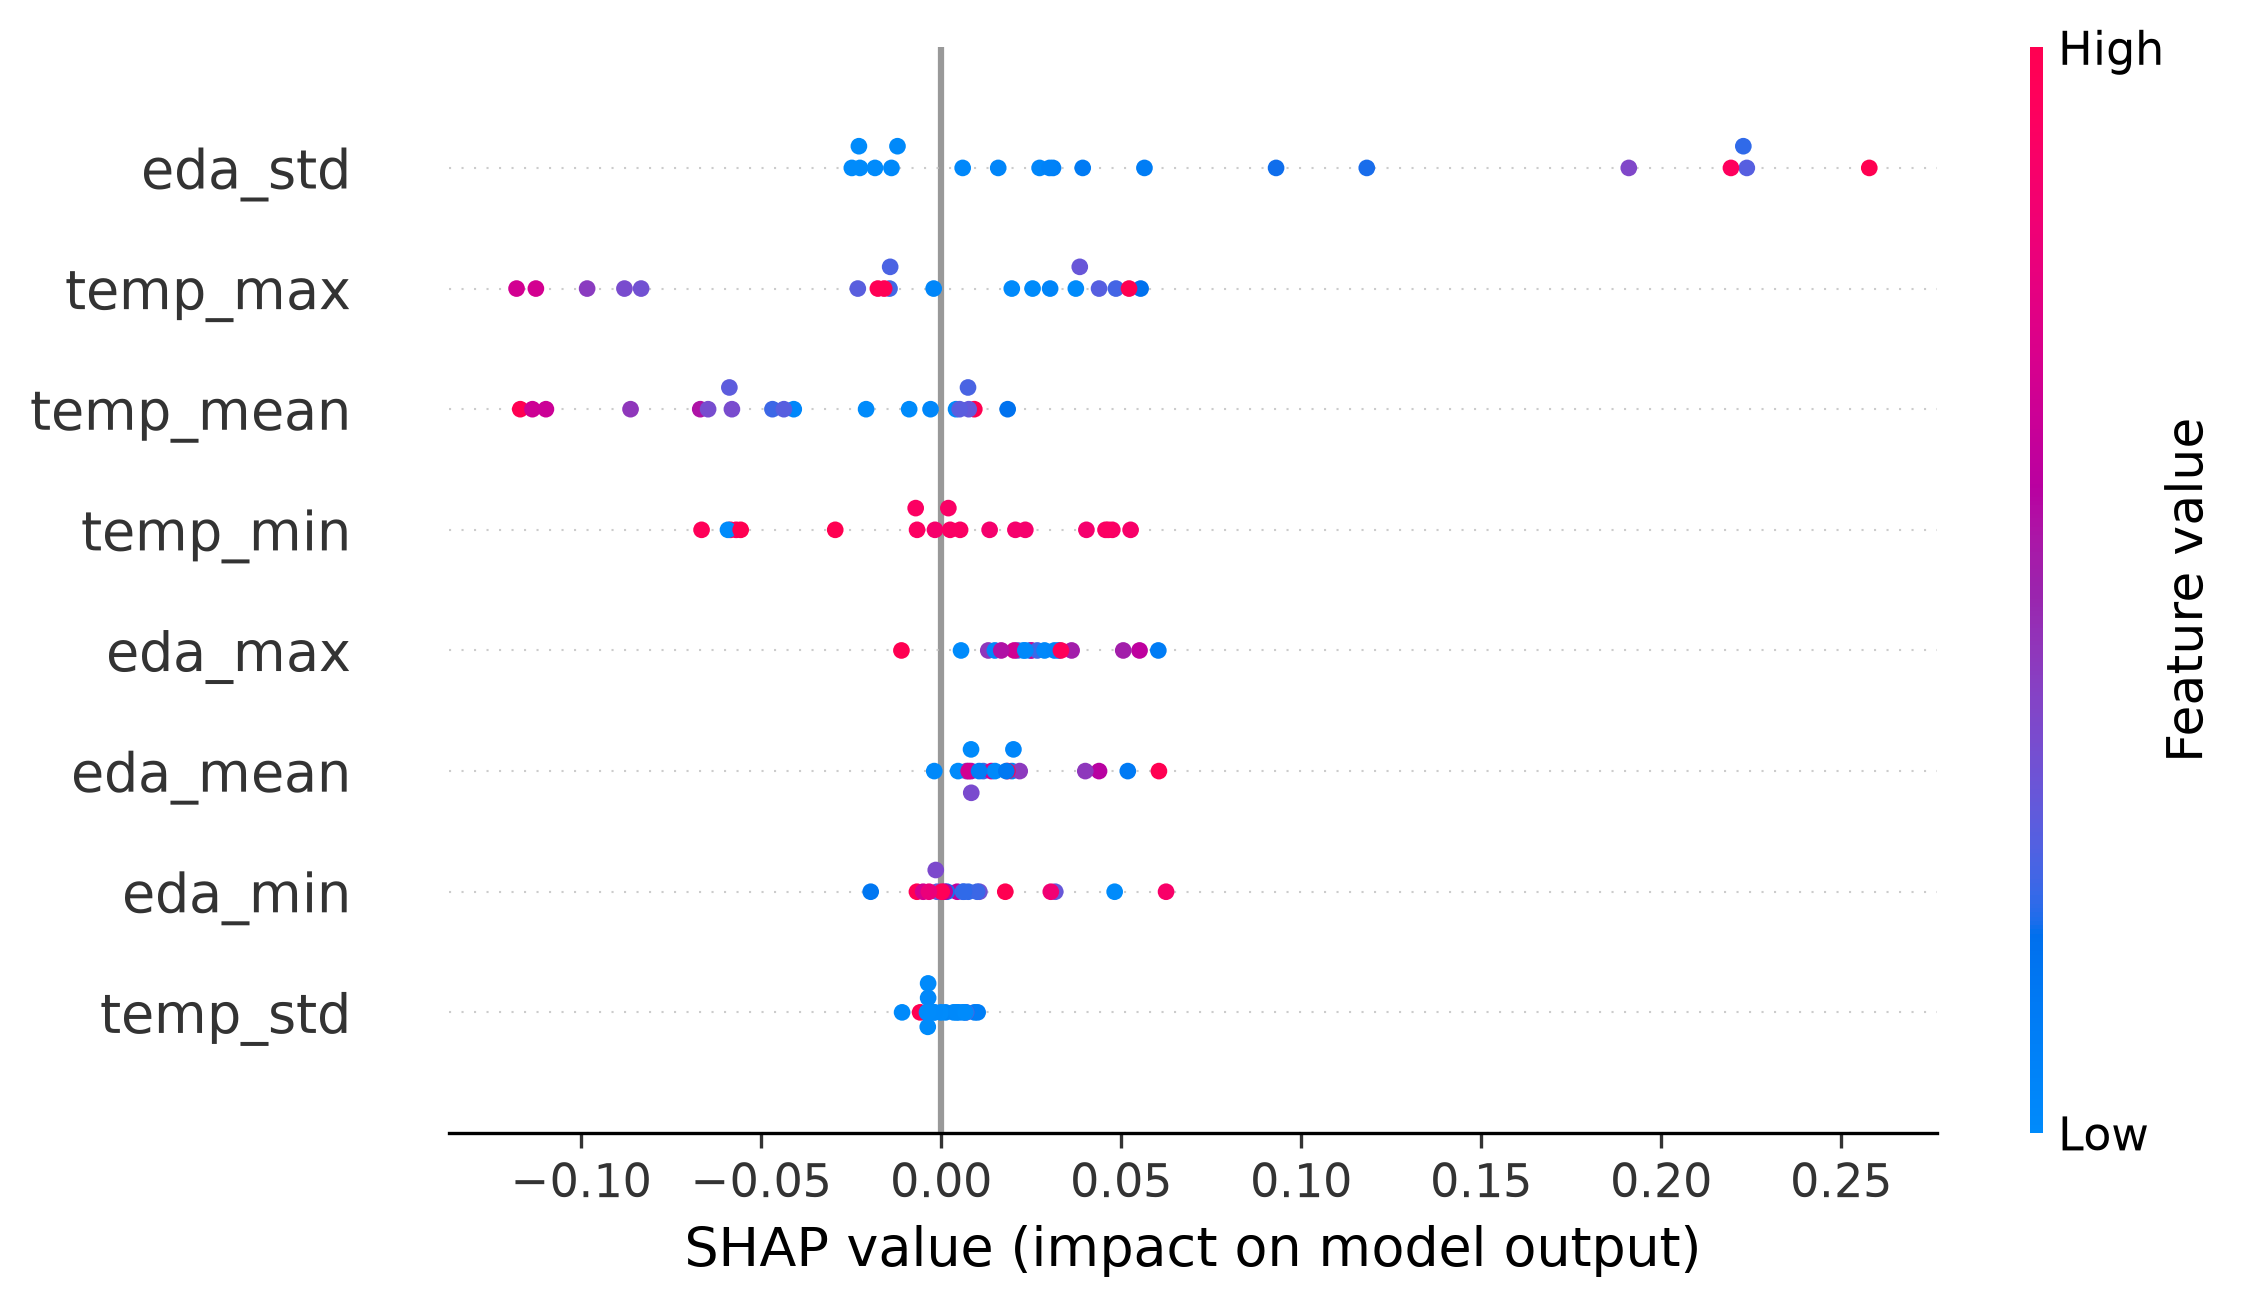 High
eda_std
temp_max
temp_mean
temp_min
eda_max
eda_mean
eda_min
temp_std
Feature value
Low
−0.10 −0.05 0.00 0.05 0.10 0.15 0.20 0.25
SHAP value (impact on model output)